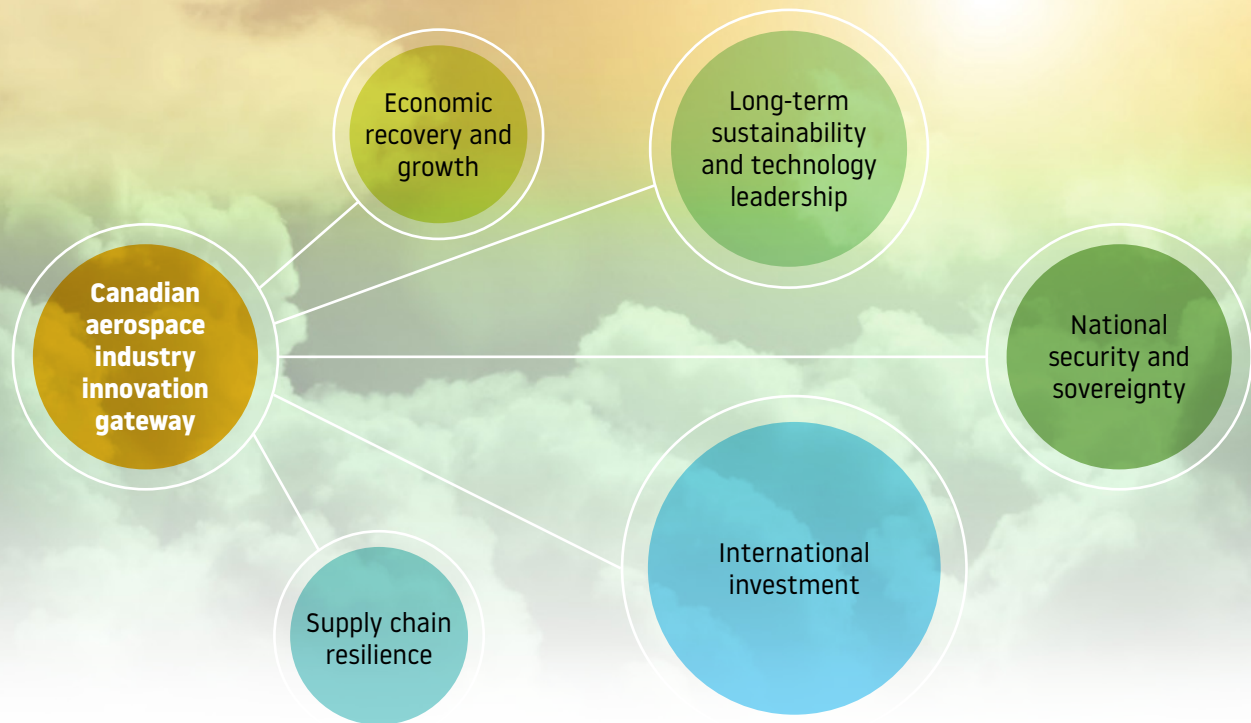 Economic
recovery and
growth
Long-term
sustainability
and technology
leadership
Canadian
aerospace
industry
innovation
gateway
National
security and
sovereignty
International
investment
Supply chain
resilience